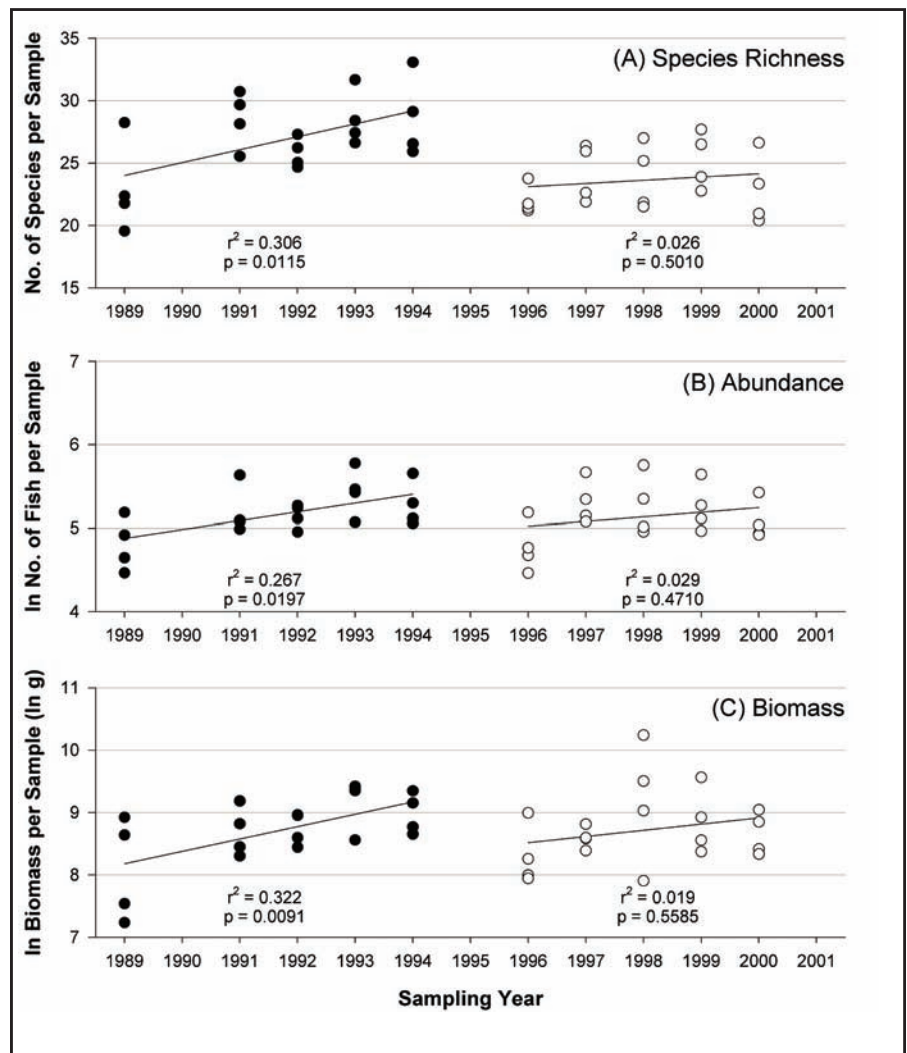 (A) Species Richness
No. of Species per Sample
35
30
25
20
15
r² = 0.306
p = 0.0115
r² = 0.026
p = 0.5010
1989 1990 1991 1992 1993 1994 1995 1996 1997 1998 1999 2000 2001
(B) Abundance
ln No. of Fish per Sample
7
6
5
4
r² = 0.267
p = 0.0197
r² = 0.029
p = 0.4710
1989 1990 1991 1992 1993 1994 1995 1996 1997 1998 1999 2000 2001
(C) Biomass
ln Biomass per Sample (ln g)
11
10
9
8
7
r² = 0.322
p = 0.0091
r² = 0.019
p = 0.5585
1989 1990 1991 1992 1993 1994 1995 1996 1997 1998 1999 2000 2001
Sampling Year